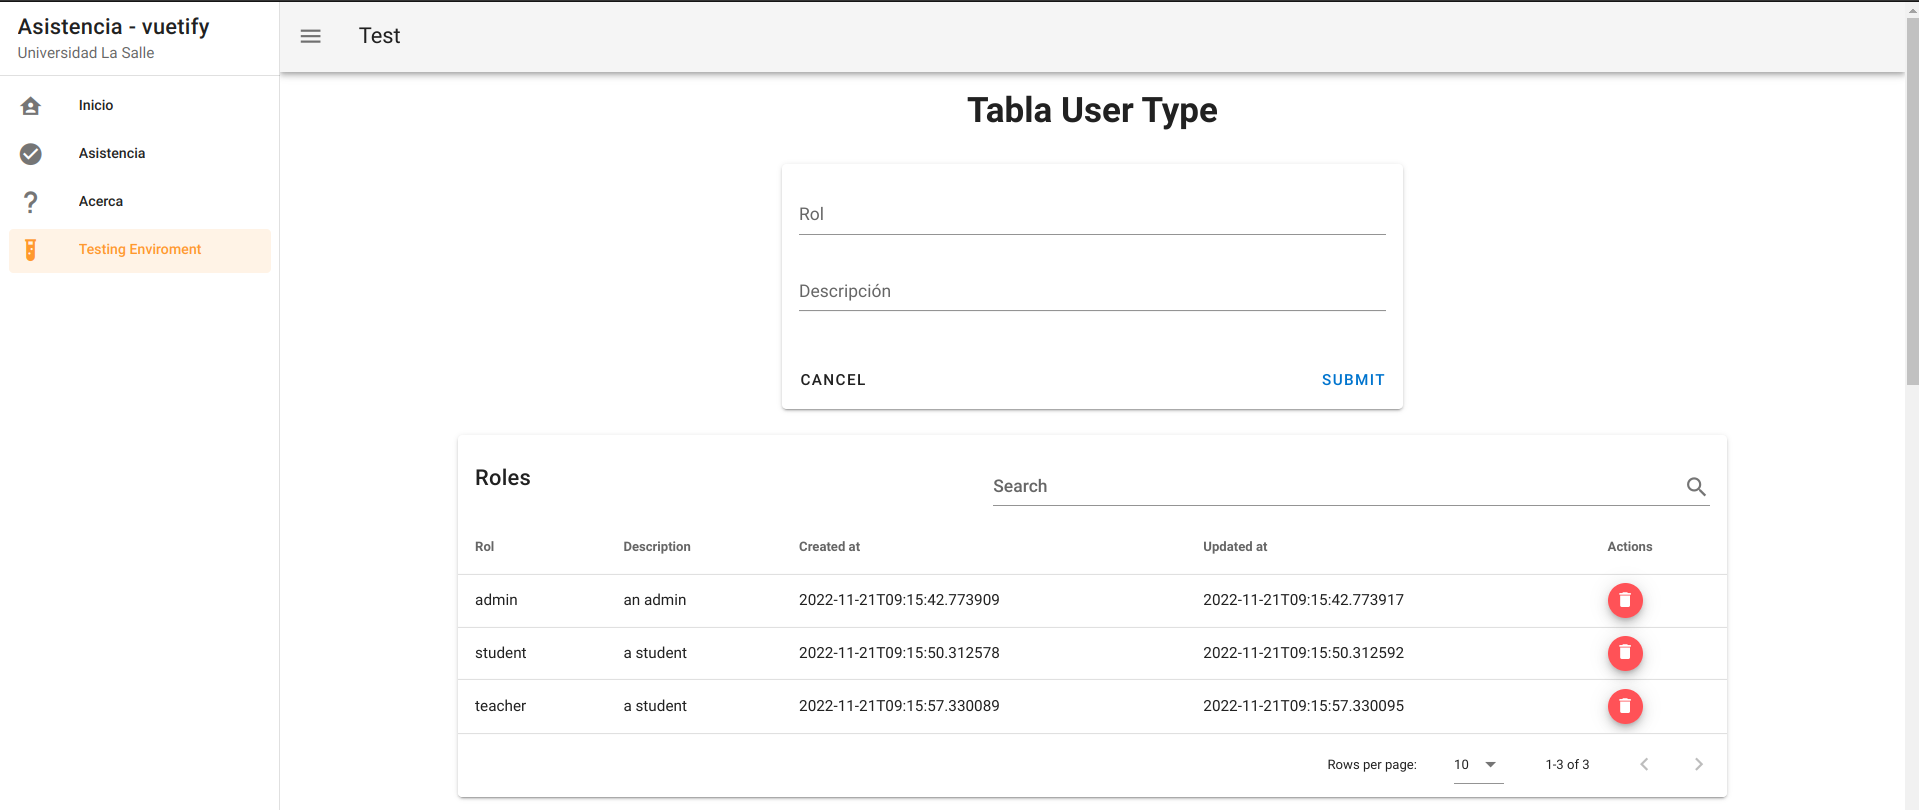 Asistencia - vuetify
Universidad La Salle
Inicio
Asistencia
Acerca
Testing Enviroment
Test
Tabla User Type
Rol
Descripción
CANCEL SUBMIT
Roles Search
Rol Description Created at Updated at Actions
admin an admin 2022-11-21T09:15:42.773909 2022-11-21T09:15:42.773917
student a student 2022-11-21T09:15:50.312578 2022-11-21T09:15:50.312592
teacher a student 2022-11-21T09:15:57.330089 2022-11-21T09:15:57.330095
Rows per page: 10 1-3 of 3